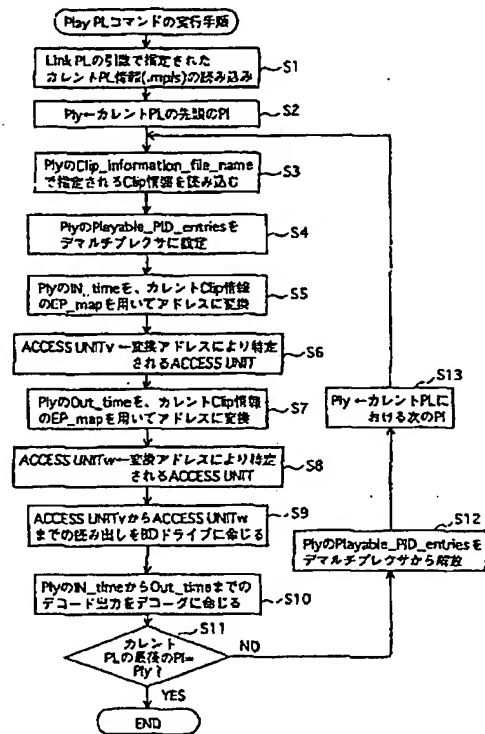 Play PLコマンドの実行手順
Link PLの引数で指定された
カレントPL情報(.mpls)の読み込み
S1
PIy←カレントPLの先頭のPI
S2
PIyのClip_information_file_name
で指定されるClip情報を読み込む
S3
PIyのPlayable_PID_entriesを
デマルチプレクサに設定
S4
PIyのIN_timeを、カレントClip情報
のEP_mapを用いてアドレスに変換
S5
ACCESS UNITv←変換アドレスにより特定
されるACCESS UNIT
S6
PIyのOut_timeを、カレントClip情報
のEP_mapを用いてアドレスに変換
S7
ACCESS UNITw←変換アドレスにより特定
されるACCESS UNIT
S8
ACCESS UNITvからACCESS UNITw
までの読み出しをBDドライブに命じる
S9
PIyのIN_timeからOut_timeまでの
デコード出力をデコーダに命じる
S10
カレント
PLの最後のPI=
PIy?
S11
NO
YES
END
PIyのPlayable_PID_entriesを
デマルチプレクサから解放
S12
PIy←カレントPLに
おける次のPI
S13